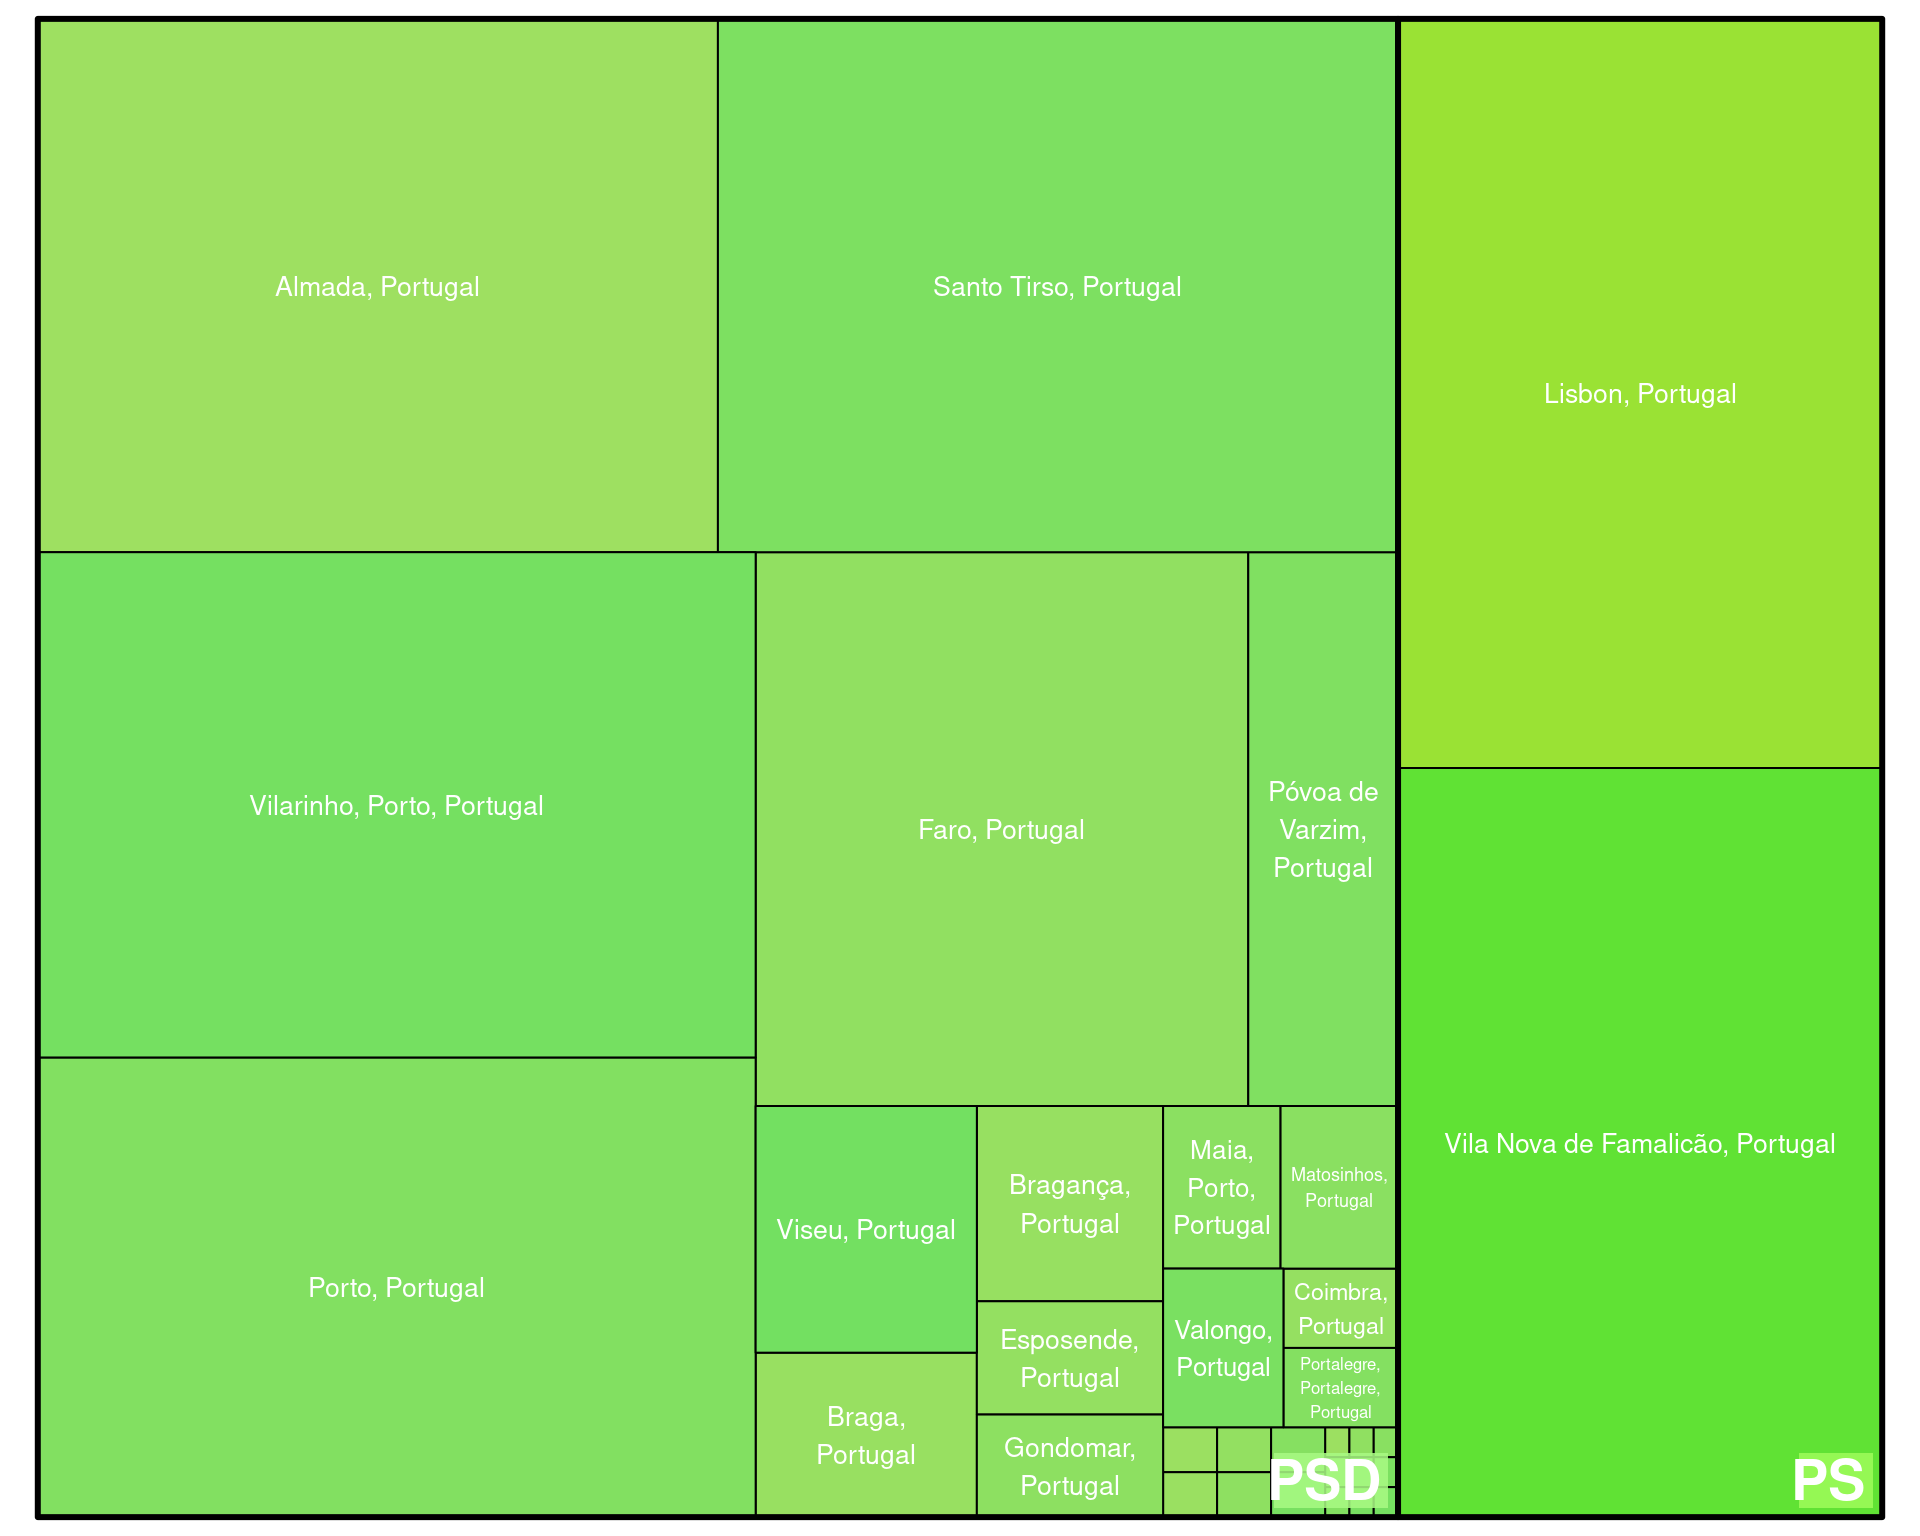 Almada, Portugal
Santo Tirso, Portugal
Lisbon, Portugal
Vilarinho, Porto, Portugal
Faro, Portugal
Póvoa de
Varzim,
Portugal
Vila Nova de Famalicão, Portugal
Porto, Portugal
Viseu, Portugal
Bragança,
Portugal
Maia,
Porto,
Portugal
Matosinhos,
Portugal
Esposende,
Portugal
Valongo,
Portugal
Coimbra,
Portugal
Portalegre,
Portalegre,
Portugal
Braga,
Portugal
Gondomar,
Portugal
PSD
PS